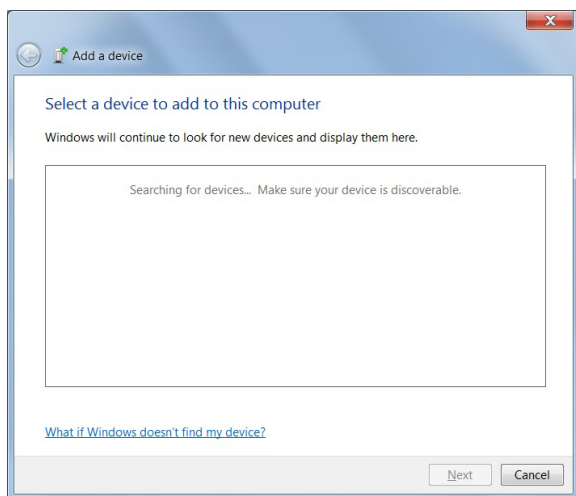 Add a device
Select a device to add to this computer
Windows will continue to look for new devices and display them here.
Searching for devices... Make sure your device is discoverable.
What if Windows doesn't find my device?
Next Cancel